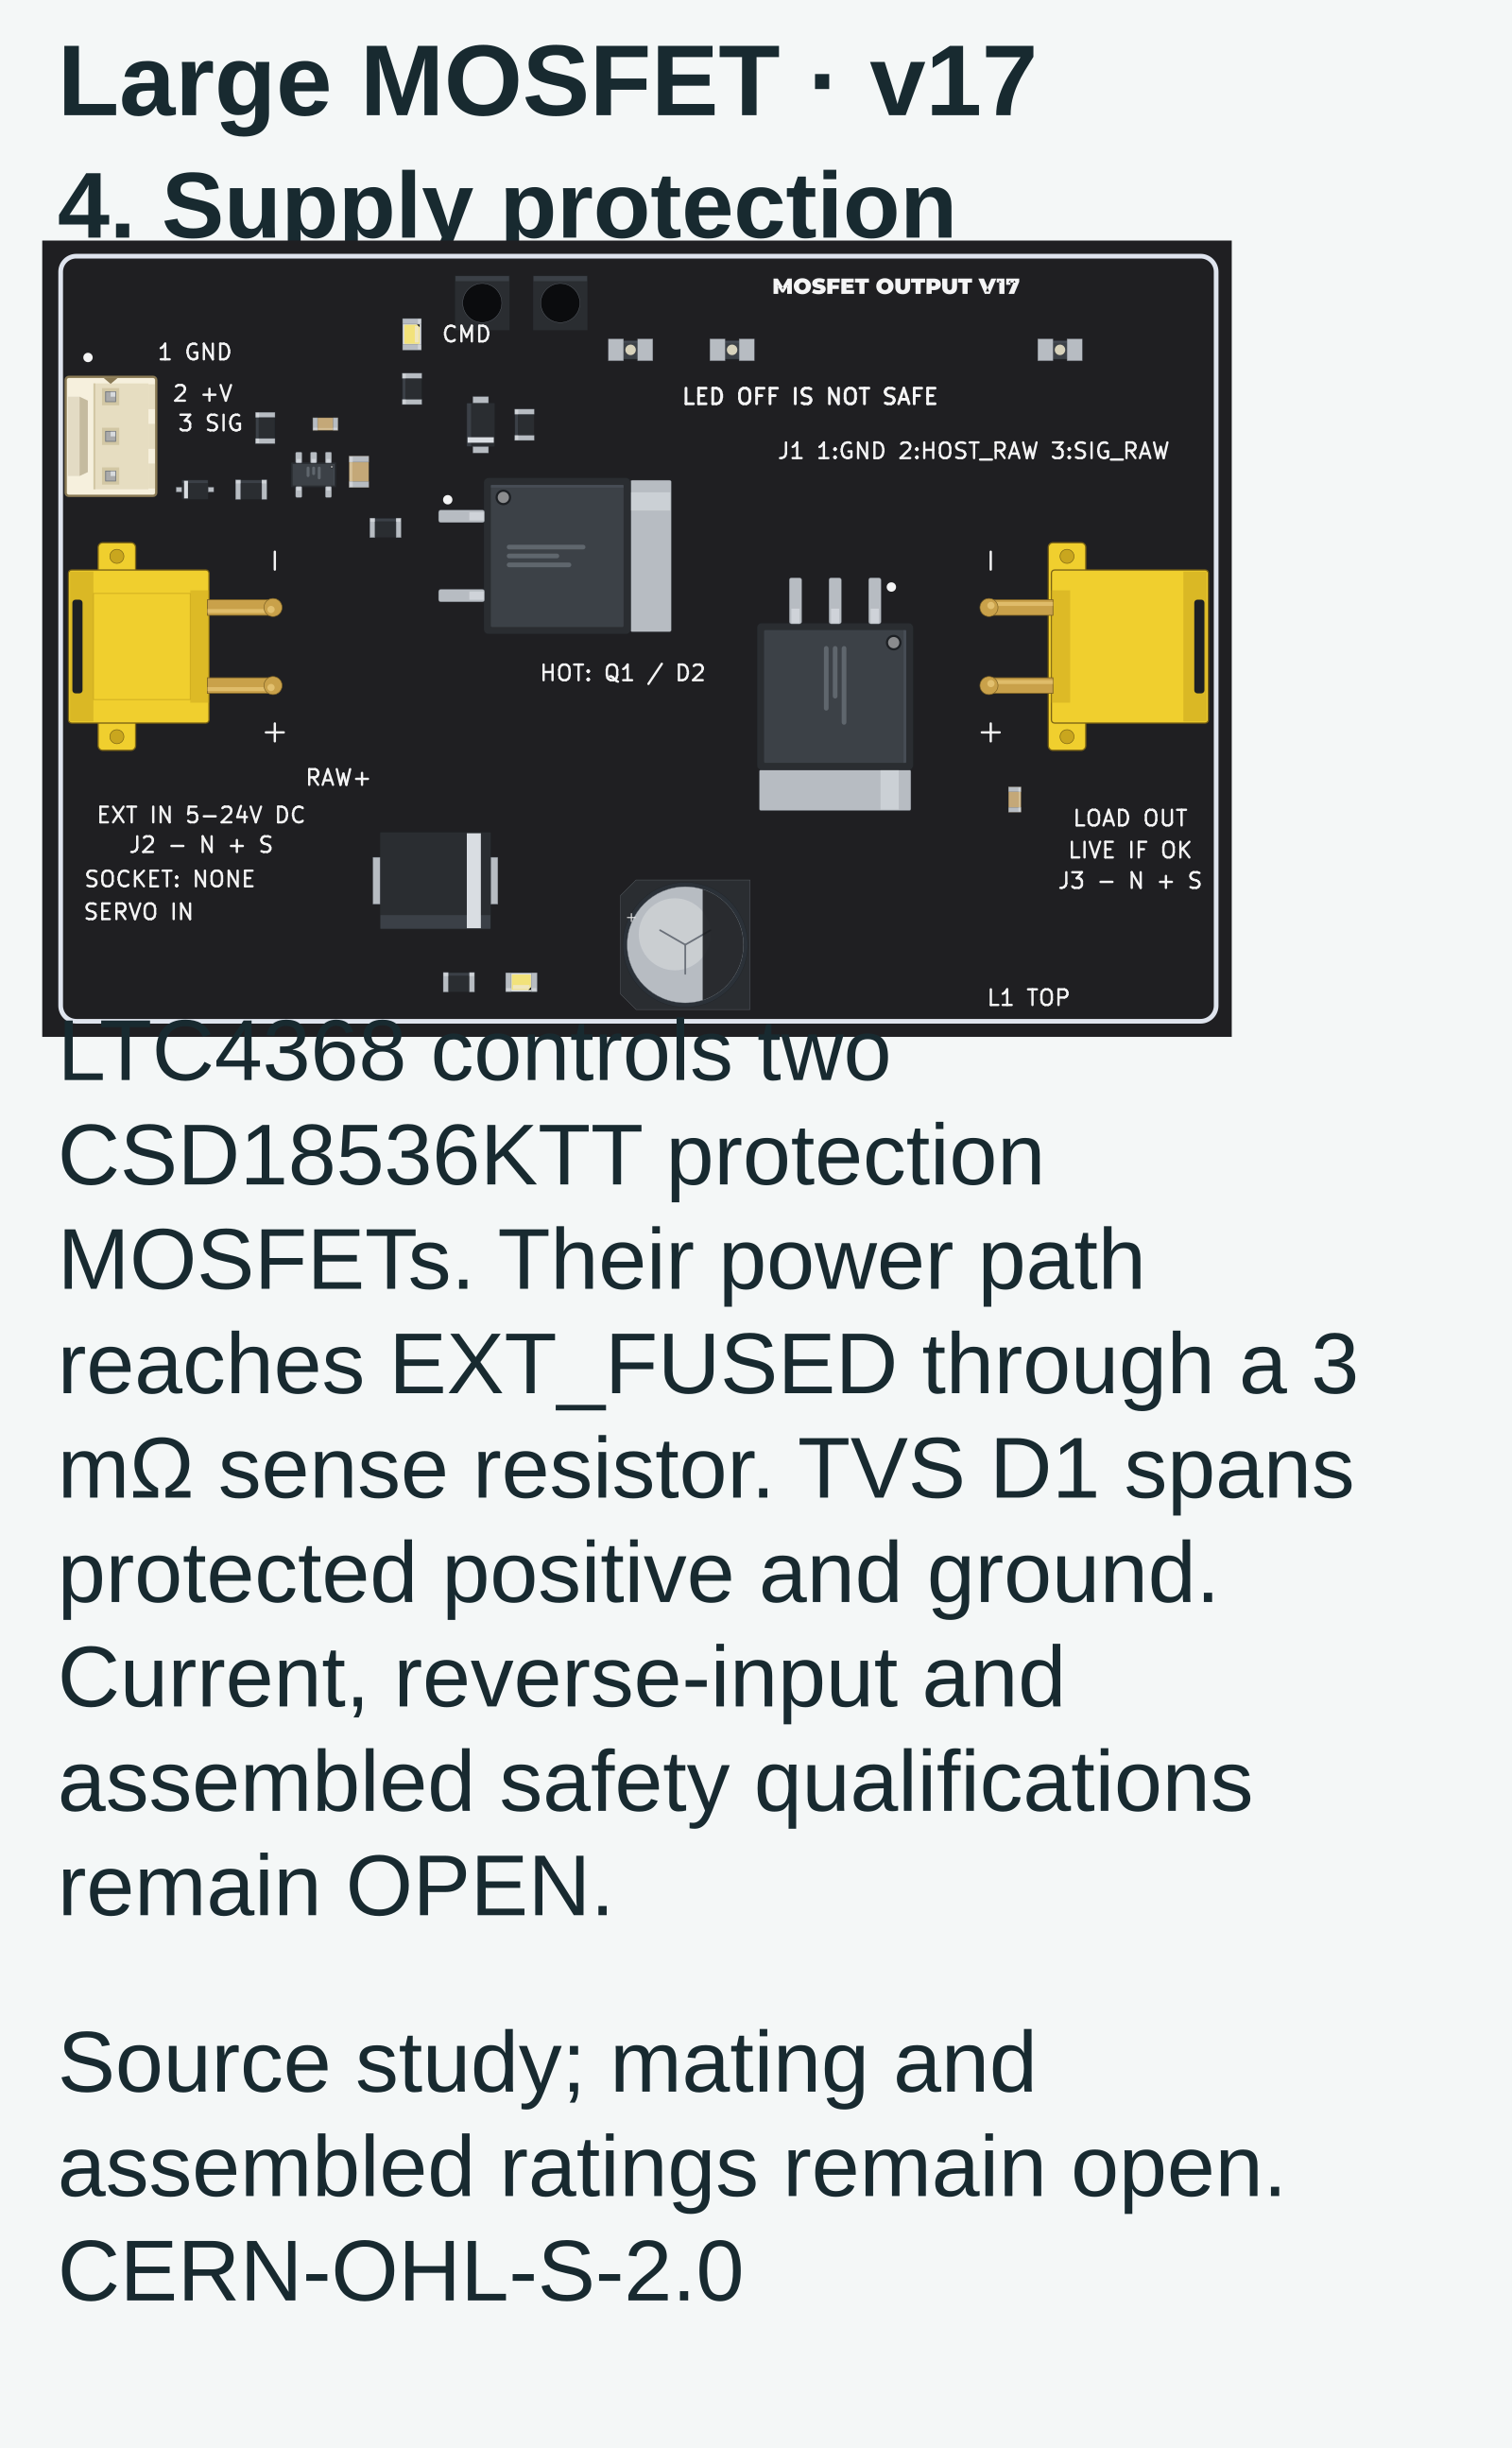 Large MOSFET · v17
4. Supply protection
MOSFET OUTPUT V17
CMD
1 GND
2 +V
3 SIG
LED OFF IS NOT SAFE
J1 1:GND 2:HOST_RAW 3:SIG_RAW
HOT: Q1 / D2
RAW+
EXT IN 5–24V DC
J2 – N + S
SOCKET: NONE
SERVO IN
LOAD OUT
LIVE IF OK
J3 – N + S
L1 TOP
LTC4368 controls two
CSD18536KTT protection
MOSFETs. Their power path
reaches EXT_FUSED through a 3
mΩ sense resistor. TVS D1 spans
protected positive and ground.
Current, reverse-input and
assembled safety qualifications
remain OPEN.
Source study; mating and
assembled ratings remain open.
CERN-OHL-S-2.0